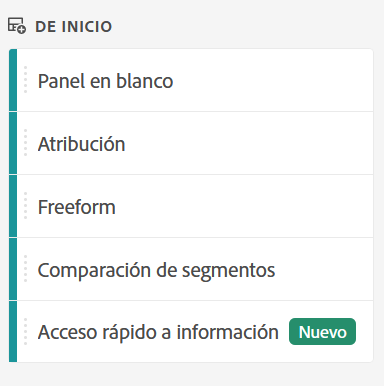 DE INICIO
Panel en blanco
Atribución
Freeform
Comparación de segmentos
Acceso rápido a información Nuevo